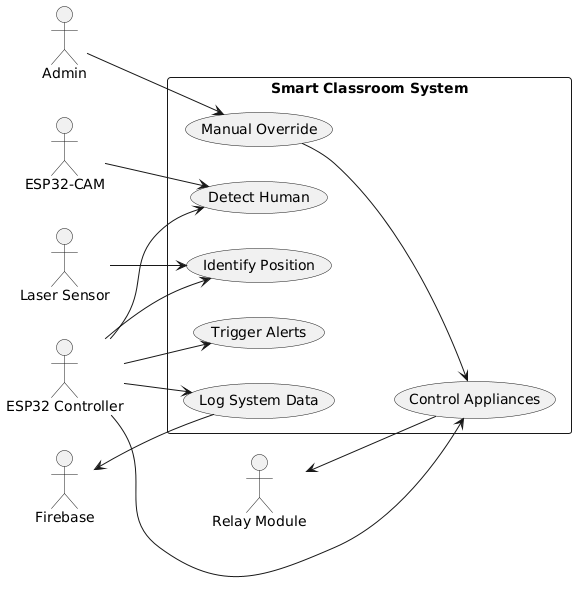 Admin
Smart Classroom System
Manual Override
ESP32-CAM
Detect Human
Laser Sensor
Identify Position
Trigger Alerts
ESP32 Controller
Log System Data
Control Appliances
Firebase
Relay Module